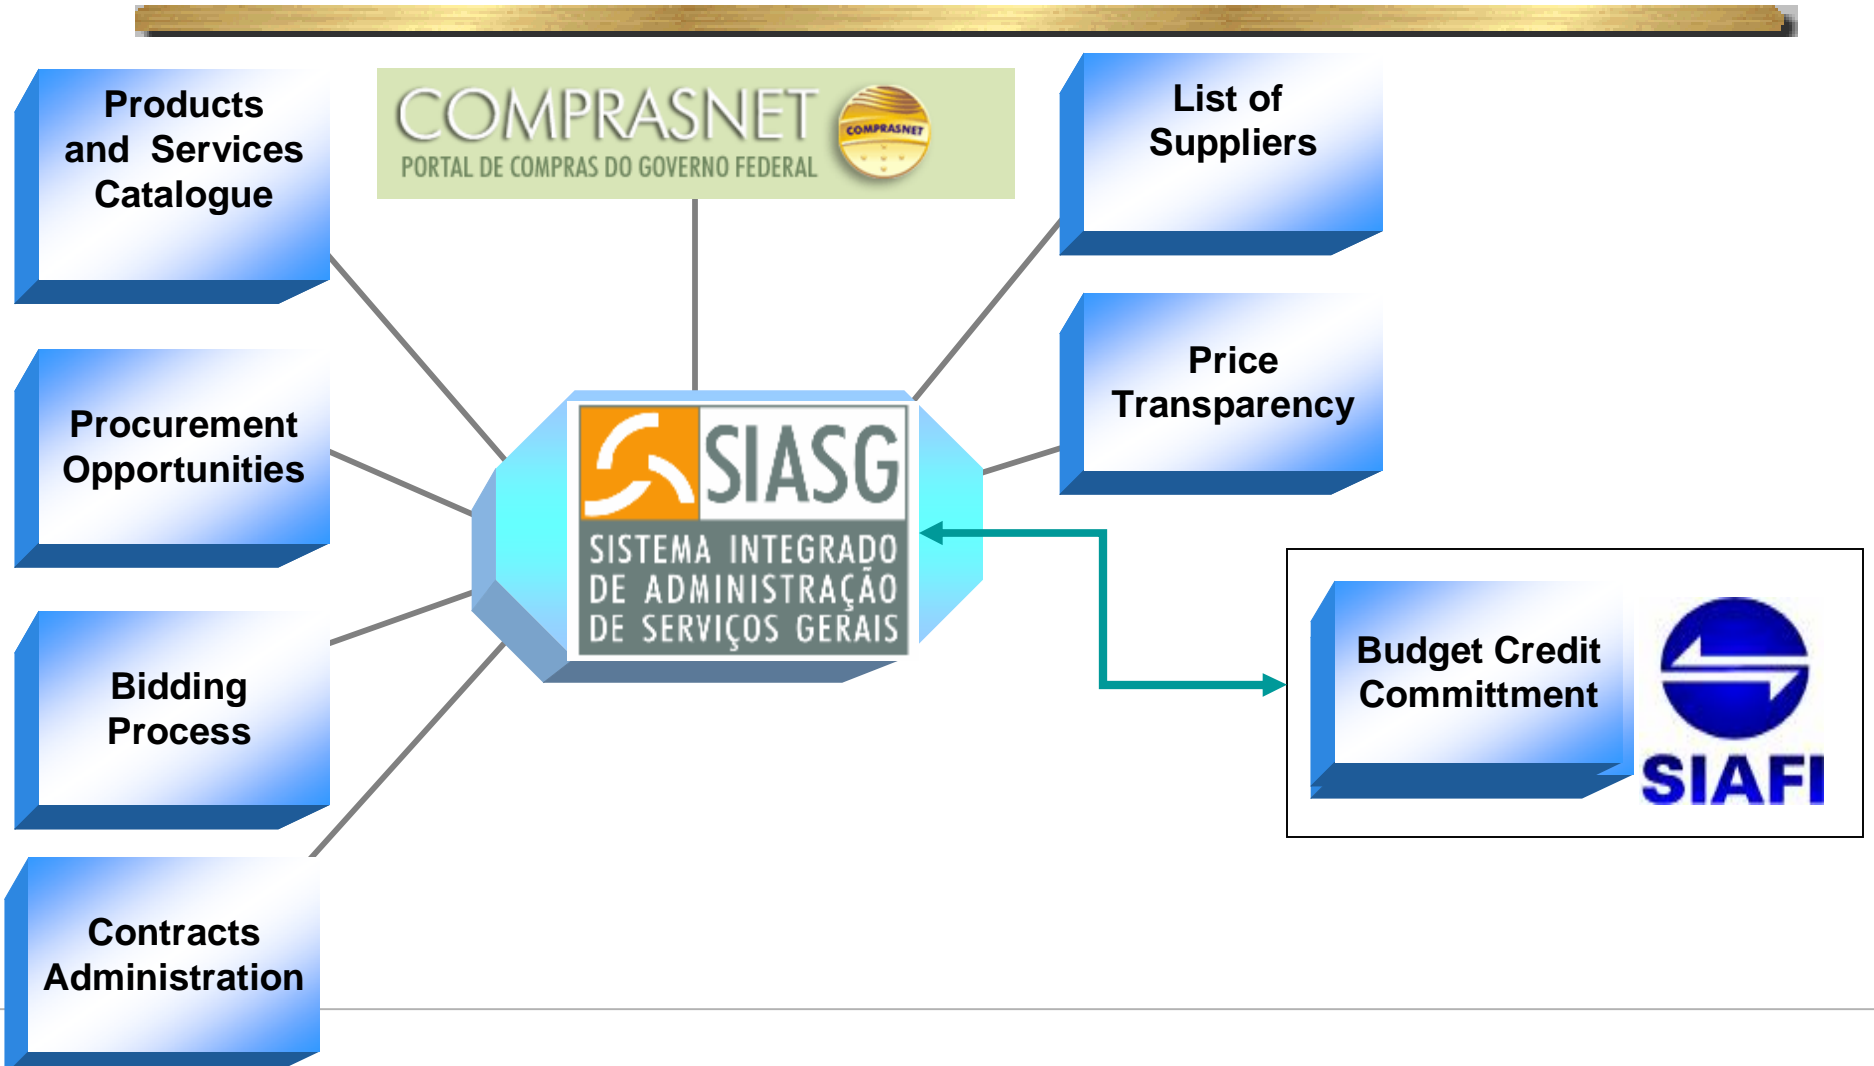 Products
and Services
Catalogue
COMPRASNET
COMPRASNET
PORTAL DE COMPRAS DO GOVERNO FEDERAL
List of
Suppliers
Price
Transparency
Procurement
Opportunities
SIASG
SISTEMA INTEGRADO
DE ADMINISTRAÇÃO
DE SERVIÇOS GERAIS
Bidding
Process
Budget Credit
Committment
SIAFI
Contracts
Administration